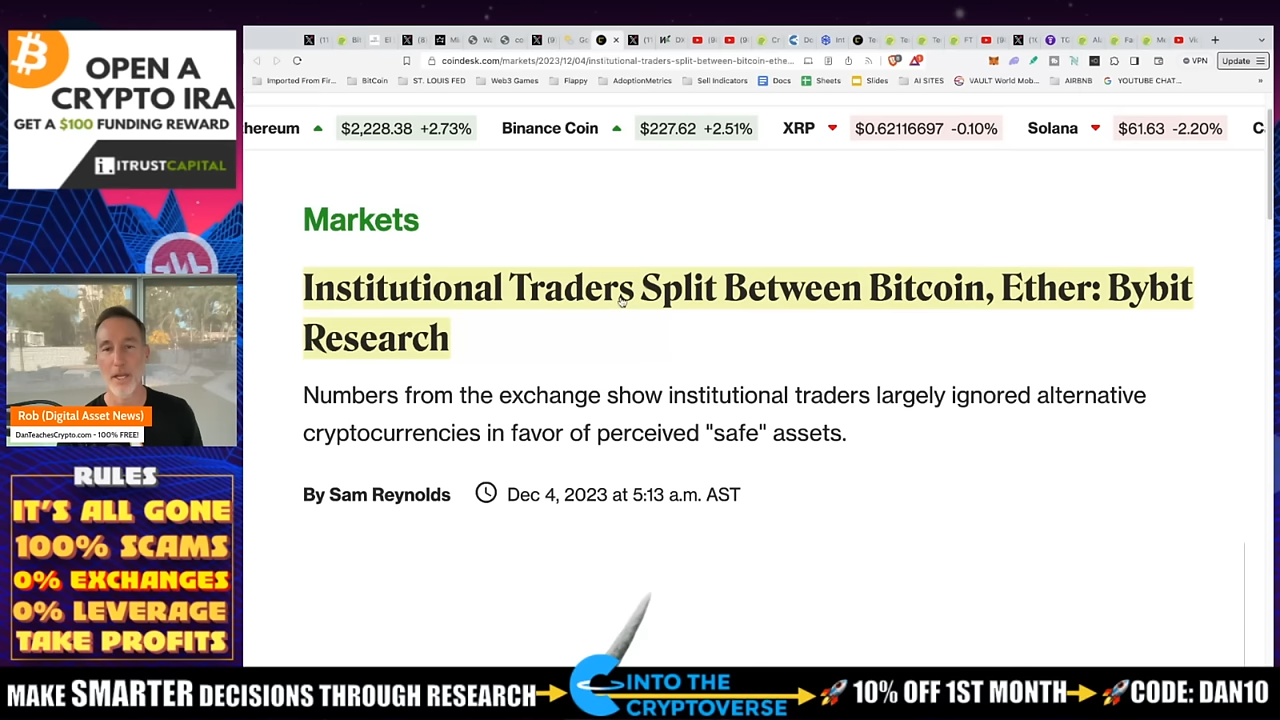 OPEN A
CRYPTO IRA
GET A $100 FUNDING REWARD
i. ITRUSTCAPITAL
Rob (Digital Asset News)
DanTeachesCrypto.com - 100% FREE!
RULES
IT'S ALL GONE
100% SCAMS
0% EXCHANGES
0% LEVERAGE
TAKE PROFITS
coindesk.com/markets/2023/12/04/institutional-traders-split-between-bitcoin-ethe...
VPN
Update
Imported From Fir...
BitCoin
ST. LOUIS FED
Web3 Games
Flappy
AdoptionMetrics
Sell Indicators
Docs
Sheets
Slides
AI SITES
VAULT World Mob...
AIRBNB
YOUTUBE CHAT...
hereum $2,228.38 +2.73% Binance Coin $227.62 +2.51% XRP $0.62116697 -0.10% Solana $61.63 -2.20% C
Markets
Institutional Traders Split Between Bitcoin, Ether: Bybit
Research
Numbers from the exchange show institutional traders largely ignored alternative
cryptocurrencies in favor of perceived "safe" assets.
By Sam Reynolds Dec 4, 2023 at 5:13 a.m. AST
MAKE SMARTER DECISIONS THROUGH RESEARCH
INTO THE
CRYPTOVERSE
10% OFF 1ST MONTH
CODE: DAN10